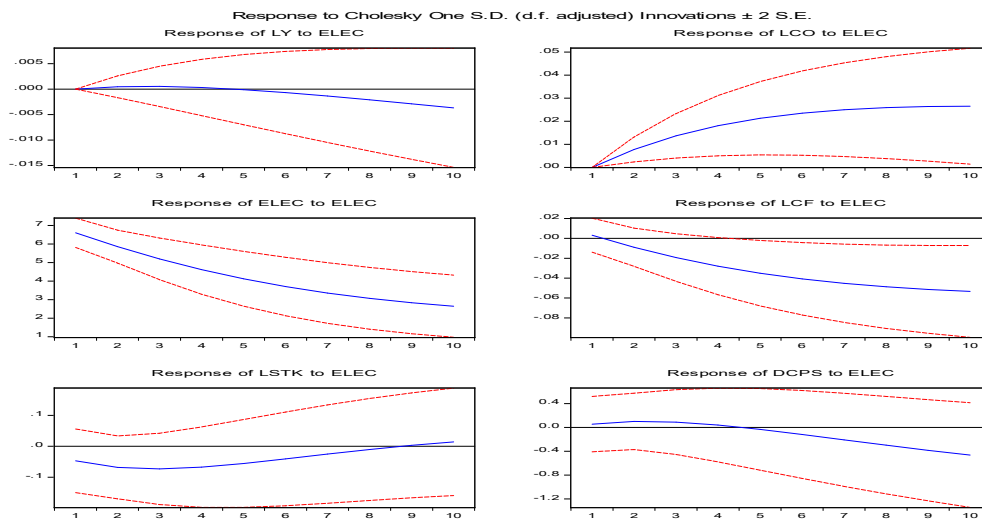 Response to Cholesky One S.D. (d.f. adjusted) Innovations ± 2 S.E.
Response of LY to ELEC
.005
.000
-.005
-.010
-.015
1 2 3 4 5 6 7 8 9 10
Response of LCO to ELEC
.05
.04
.03
.02
.01
.00
1 2 3 4 5 6 7 8 9 10
Response of ELEC to ELEC
7
6
5
4
3
2
1
1 2 3 4 5 6 7 8 9 10
Response of LCF to ELEC
.02
.00
-.02
-.04
-.06
-.08
1 2 3 4 5 6 7 8 9 10
Response of LSTK to ELEC
.1
.0
-.1
1 2 3 4 5 6 7 8 9 10
Response of DCPS to ELEC
0.4
0.0
-0.4
-0.8
-1.2
1 2 3 4 5 6 7 8 9 10